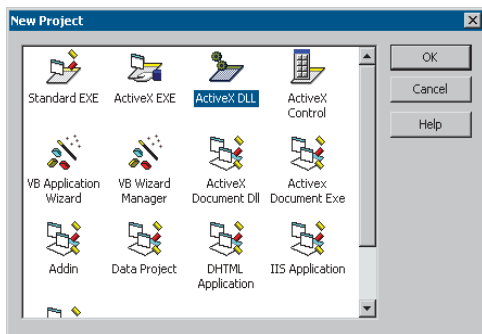 New Project
OK
Cancel
Help
Standard EXE
ActiveX EXE
ActiveX DLL
ActiveX
Control
VB Application
Wizard
VB Wizard
Manager
ActiveX
Document Dll
Activex
Document Exe
Addin
Data Project
DHTML
Application
IIS Application